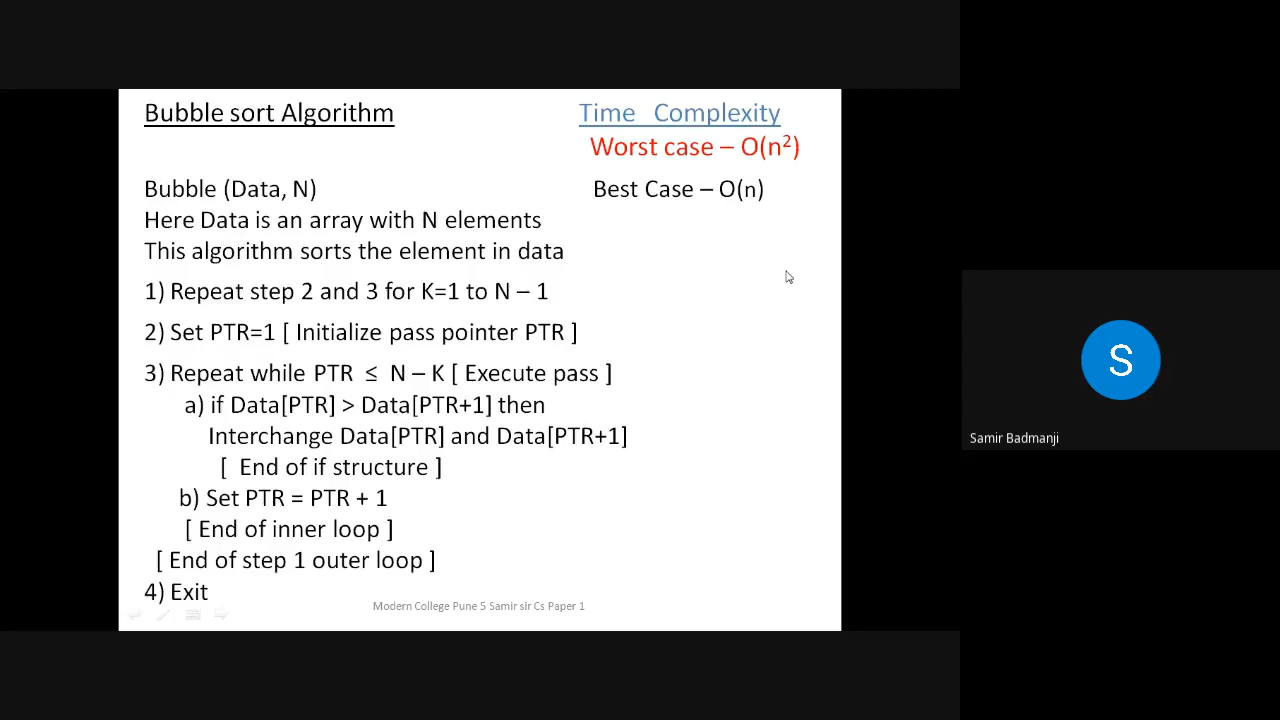 Bubble sort Algorithm
Time Complexity
Worst case – O(n²)
Bubble (Data, N)
Best Case – O(n)
Here Data is an array with N elements
This algorithm sorts the element in data
1) Repeat step 2 and 3 for K=1 to N – 1
2) Set PTR=1 [ Initialize pass pointer PTR ]
3) Repeat while PTR ≤ N – K [ Execute pass ]
a) if Data[PTR] > Data[PTR+1] then
Interchange Data[PTR] and Data[PTR+1]
[ End of if structure ]
b) Set PTR = PTR + 1
[ End of inner loop ]
[ End of step 1 outer loop ]
4) Exit
Modern College Pune 5 Samir sir Cs Paper 1
S
Samir Badmanji